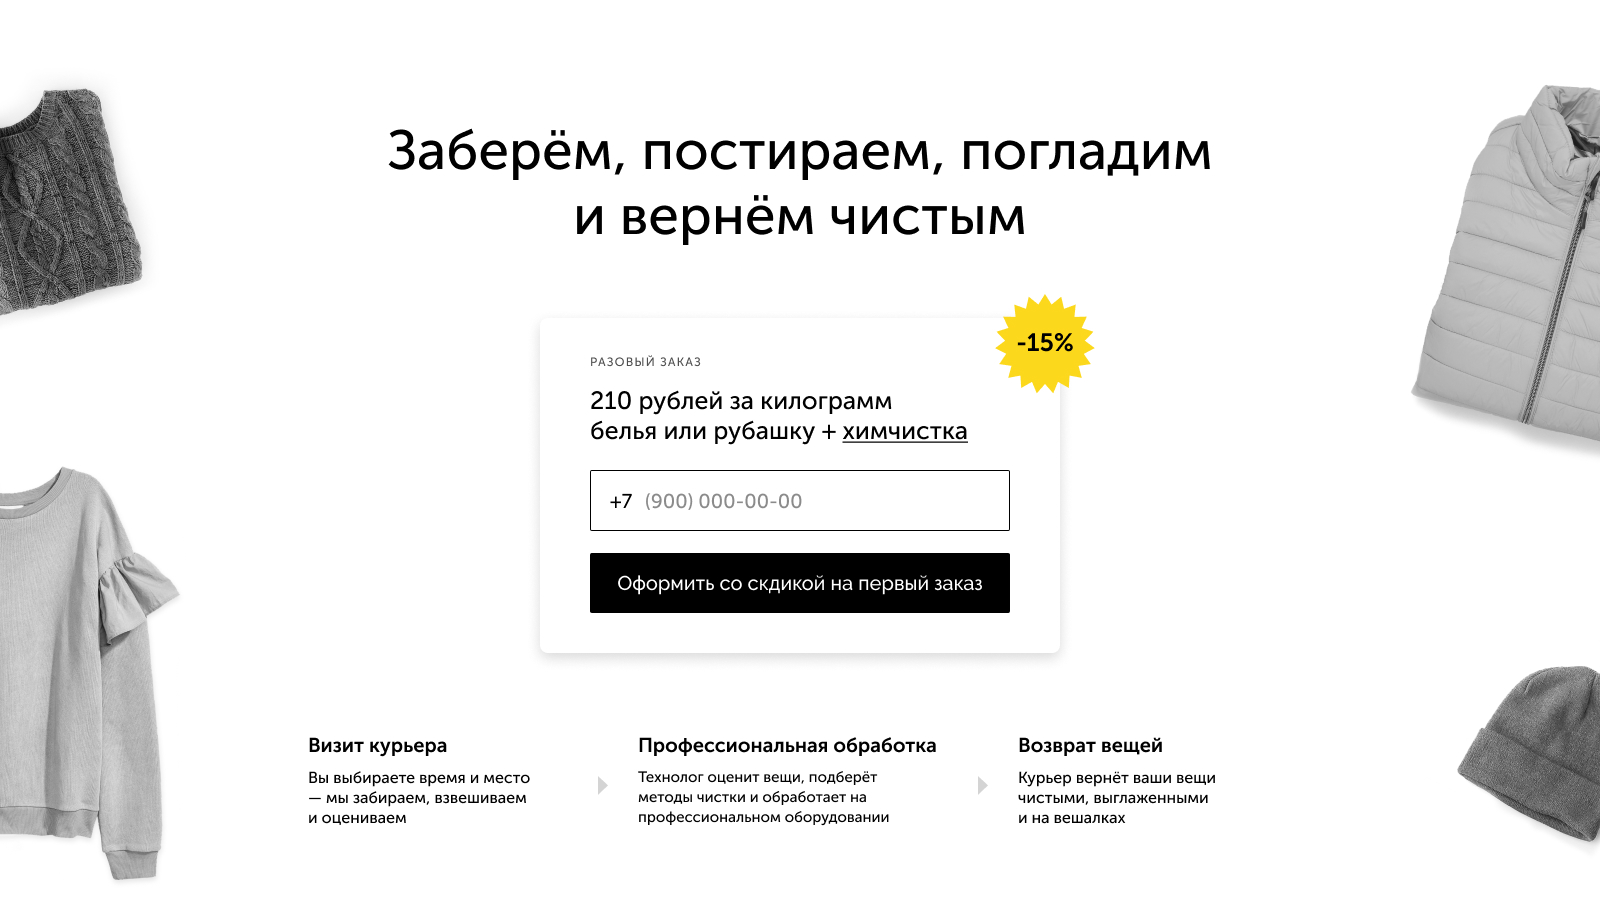 Заберём, постираем, погладим
и вернём чистым
-15%
РАЗОВЫЙ ЗАКАЗ
210 рублей за килограмм
белья или рубашку + химчистка
+7 (900) 000-00-00
Оформить со скдикой на первый заказ
Визит курьера
Вы выбираете время и место
— мы забираем, взвешиваем
и оцениваем
Профессиональная обработка
Технолог оценит вещи, подберёт
методы чистки и обработает на
профессиональном оборудовании
Возврат вещей
Курьер вернёт ваши вещи
чистыми, выглаженными
и на вешалках